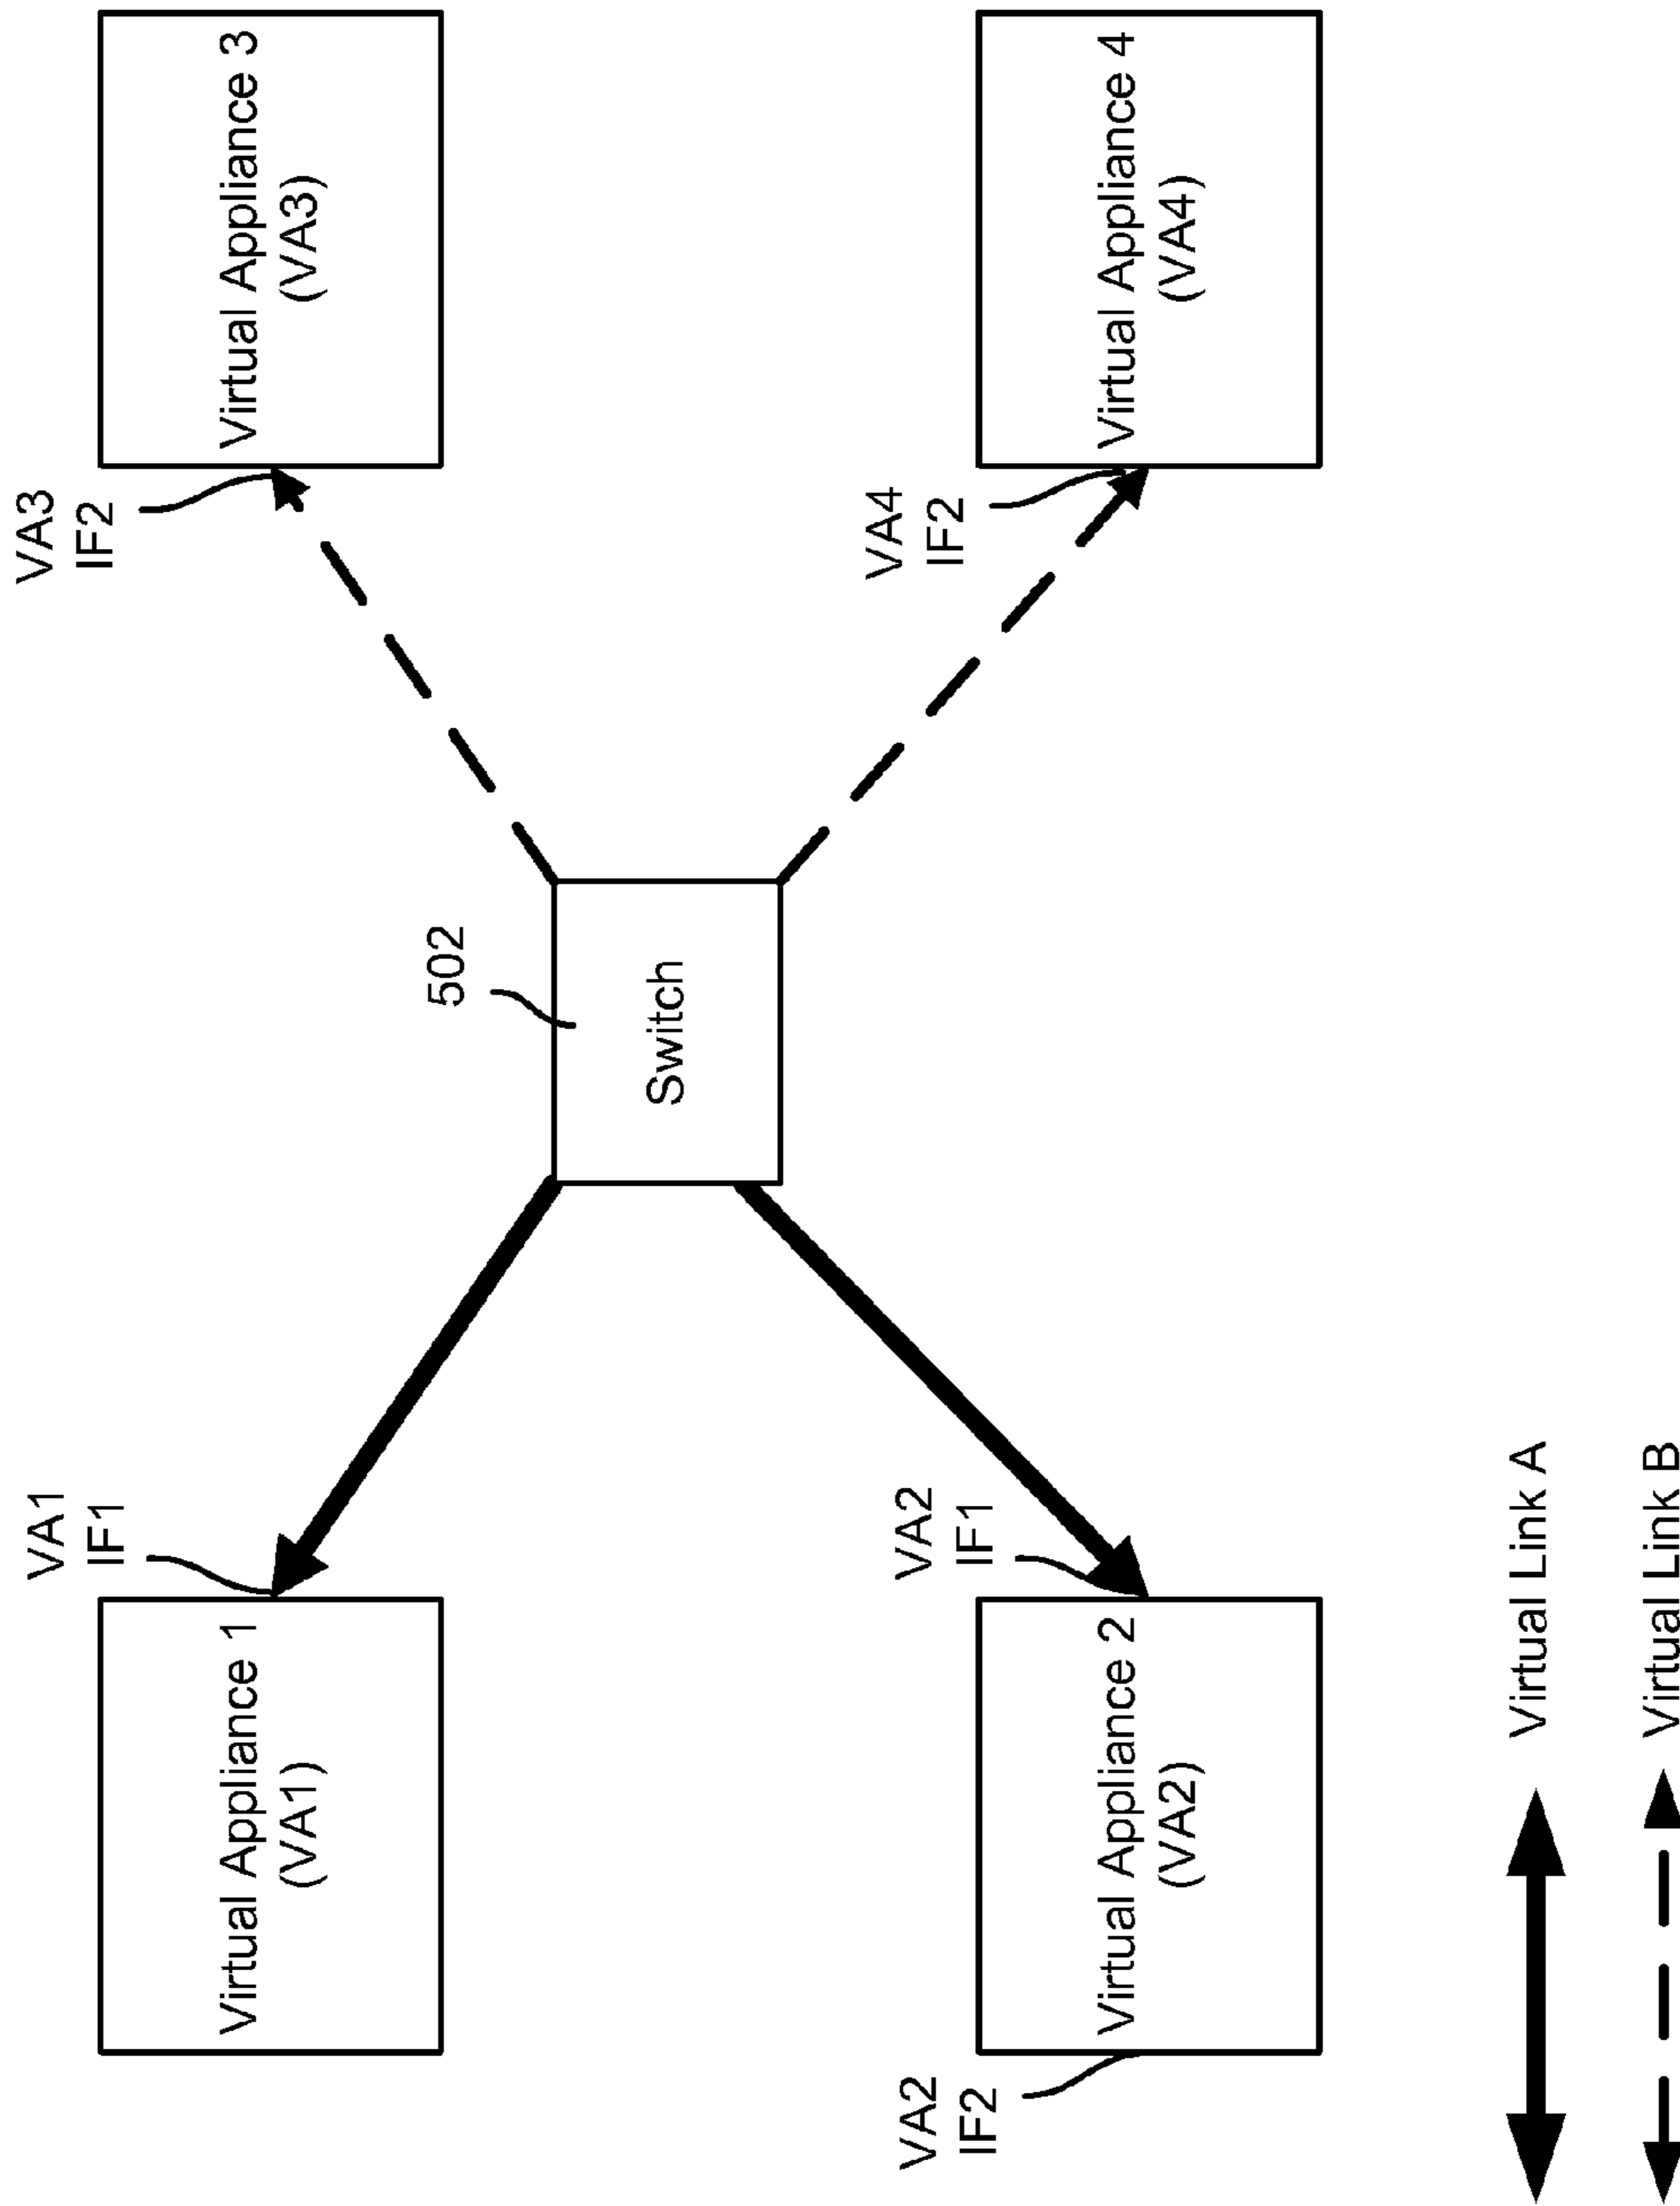 VA1
IF1
Virtual Appliance 1
(VA1)
VA3
IF2
Virtual Appliance 3
(VA3)
502
Switch
VA2
IF2
Virtual Appliance 2
(VA2)
VA2
IF1
VA4
IF2
Virtual Appliance 4
(VA4)
Virtual Link A
Virtual Link B